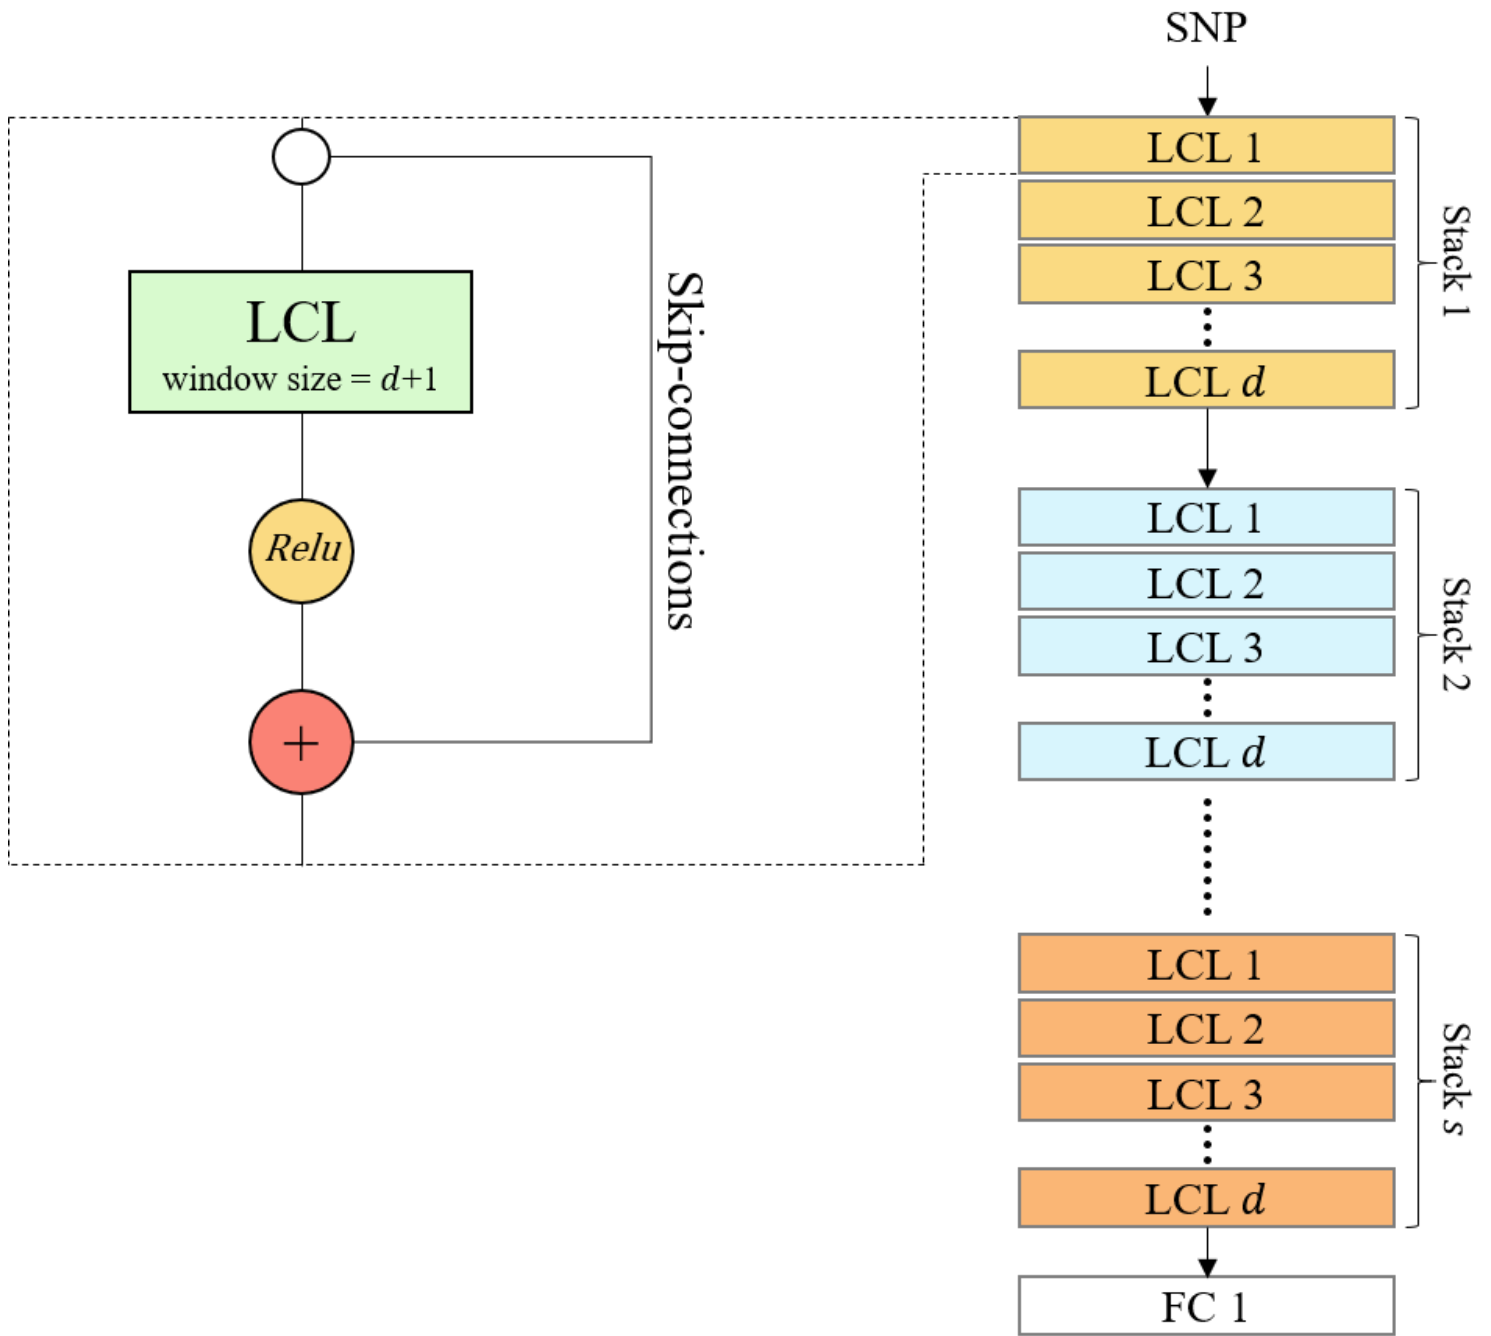 SNP
LCL 1
LCL 2
LCL 3
LCL d
Stack 1
LCL
window size = d+1
Relu
+
Skip-connections
LCL 1
LCL 2
LCL 3
LCL d
Stack 2
LCL 1
LCL 2
LCL 3
LCL d
Stack s
FC 1